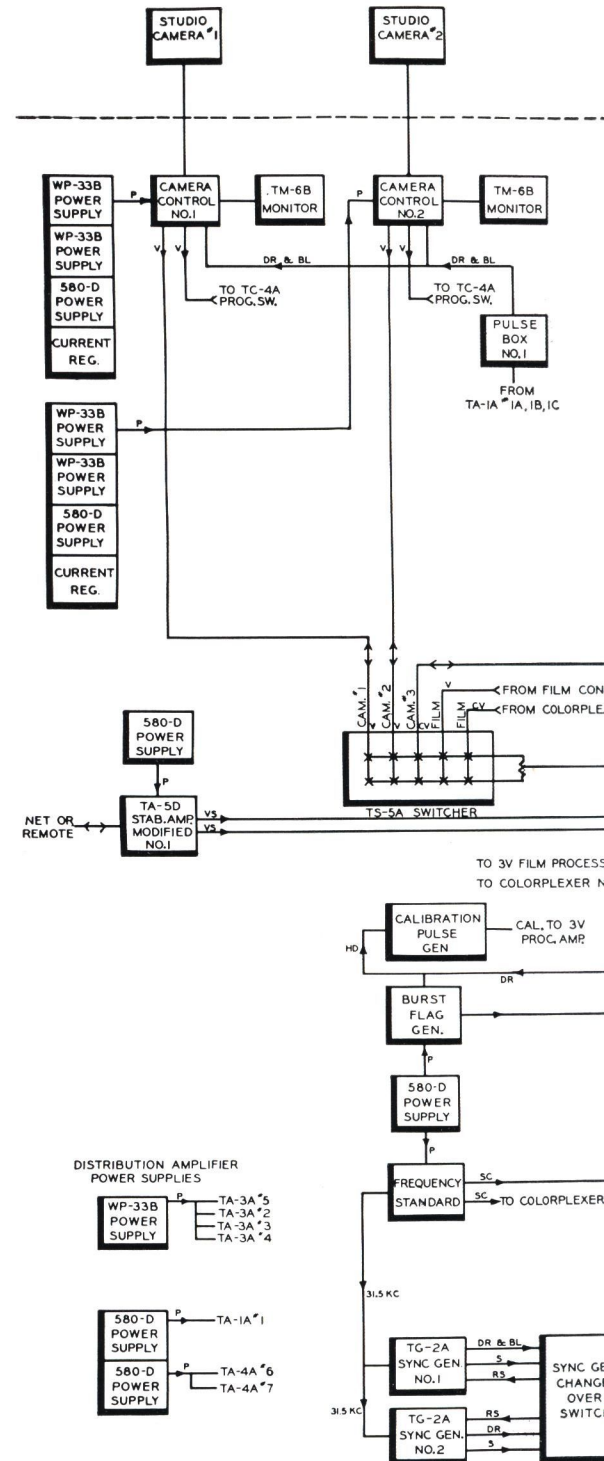 STUDIO
CAMERA #1
STUDIO
CAMERA #2
WP-33B
POWER
SUPPLY
WP-33B
POWER
SUPPLY
580-D
POWER
SUPPLY
CURRENT
REG.
P
CAMERA
CONTROL
NO.1
TM-6B
MONITOR
P
CAMERA
CONTROL
NO.2
TM-6B
MONITOR
V
V
DR & BL
V
V
DR & BL
TO TC-4A
PROG.SW.
TO TC-4A
PROG.SW.
PULSE
BOX
NO.1
FROM
TA-1A #1A, 1B, 1C
WP-33B
POWER
SUPPLY
WP-33B
POWER
SUPPLY
580-D
POWER
SUPPLY
CURRENT
REG.
P
CAM. #1
V
CAM. #2
V
CAM. #3
CV
FILM
V
FILM
CV
FROM FILM CON
FROM COLORPLE
TS-5A SWITCHER
580-D
POWER
SUPPLY
P
NET OR
REMOTE
TA-5D
STAB. AMP.
MODIFIED
NO.1
VS
VS
TO 3V FILM PROCESS
TO COLORPLEXER N
CALIBRATION
PULSE
GEN
CAL. TO 3V
PROC. AMP.
HD
DR
BURST
FLAG
GEN.
P
580-D
POWER
SUPPLY
P
FREQUENCY
STANDARD
SC
SC
TO COLORPLEXER
DISTRIBUTION AMPLIFIER
POWER SUPPLIES
WP-33B
POWER
SUPPLY
P
TA-3A #5
TA-3A #2
TA-3A #3
TA-3A #4
580-D
POWER
SUPPLY
P
TA-1A #1
580-D
POWER
SUPPLY
P
TA-4A #6
TA-4A #7
31.5 KC
TG-2A
SYNC GEN.
NO.1
DR & BL
S
RS
31.5 KC
TG-2A
SYNC GEN.
NO.2
RS
DR
S
SYNC GE
CHANGE
OVER
SWITCH